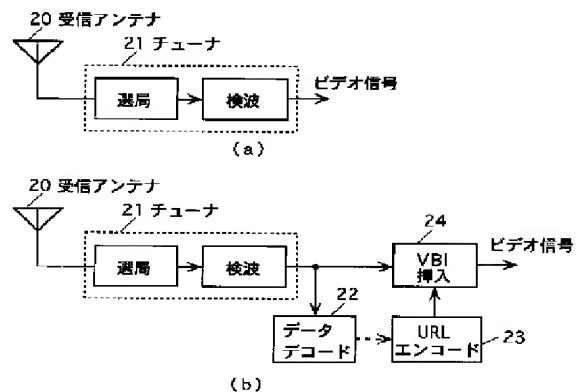 20 受信アンテナ
21 チューナ
選局
検波
ビデオ信号
(a)
20 受信アンテナ
21 チューナ
選局
検波
24
VBI
挿入
ビデオ信号
22
データ
デコード
URL
エンコード
23
(b)